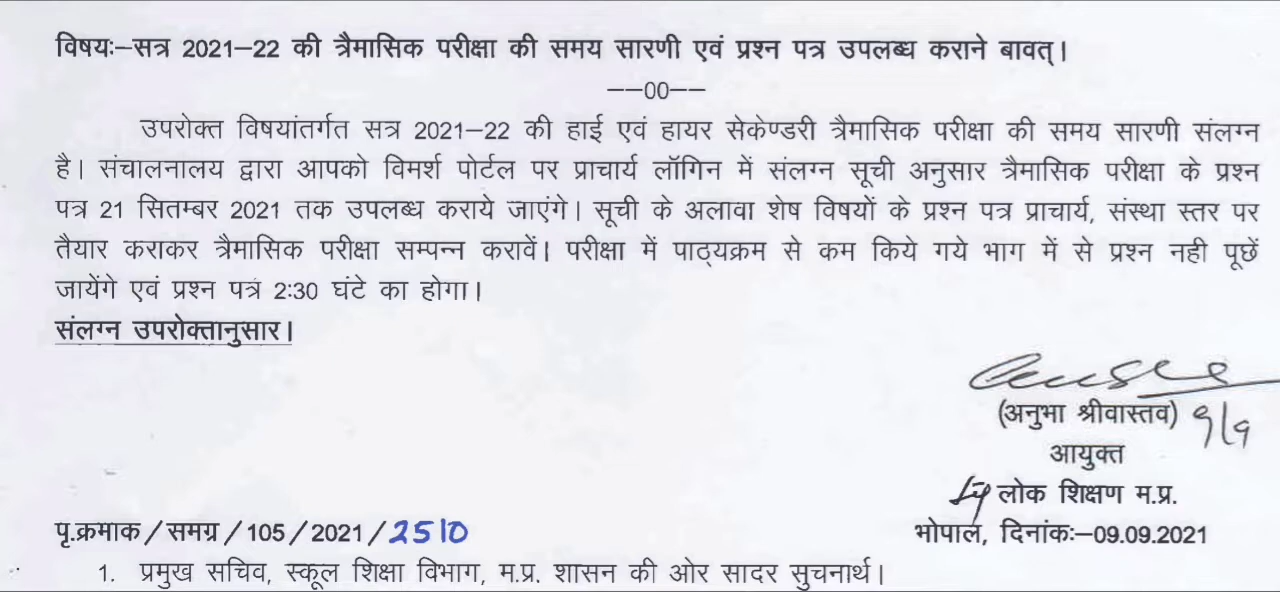 विषयः–सत्र 2021–22 की त्रैमासिक परीक्षा की समय सारणी एवं प्रश्न पत्र उपलब्ध कराने बावत्।
––00––
उपरोक्त विषयांतर्गत सत्र 2021–22 की हाई एवं हायर सेकेण्डरी त्रैमासिक परीक्षा की समय सारणी संलग्न
है। संचालनालय द्वारा आपको विमर्श पोर्टल पर प्राचार्य लॉगिन में संलग्न सूची अनुसार त्रैमासिक परीक्षा के प्रश्न
पत्र 21 सितम्बर 2021 तक उपलब्ध कराये जाएंगे। सूची के अलावा शेष विषयों के प्रश्न पत्र प्राचार्य, संस्था स्तर पर
तैयार कराकर त्रैमासिक परीक्षा सम्पन्न करावें। परीक्षा में पाठ्यक्रम से कम किये गये भाग में से प्रश्न नही पूछें
जायेंगे एवं प्रश्न पत्र 2:30 घंटे का होगा।
संलग्न उपरोक्तानुसार।
(अनुभा श्रीवास्तव) 9/9
आयुक्त
लोक शिक्षण म.प्र.
भोपाल, दिनांकः–09.09.2021
पृ.क्रमाक/समग्र/105/2021/2510
1. प्रमुख सचिव, स्कूल शिक्षा विभाग, म.प्र. शासन की ओर सादर सुचनार्थ।